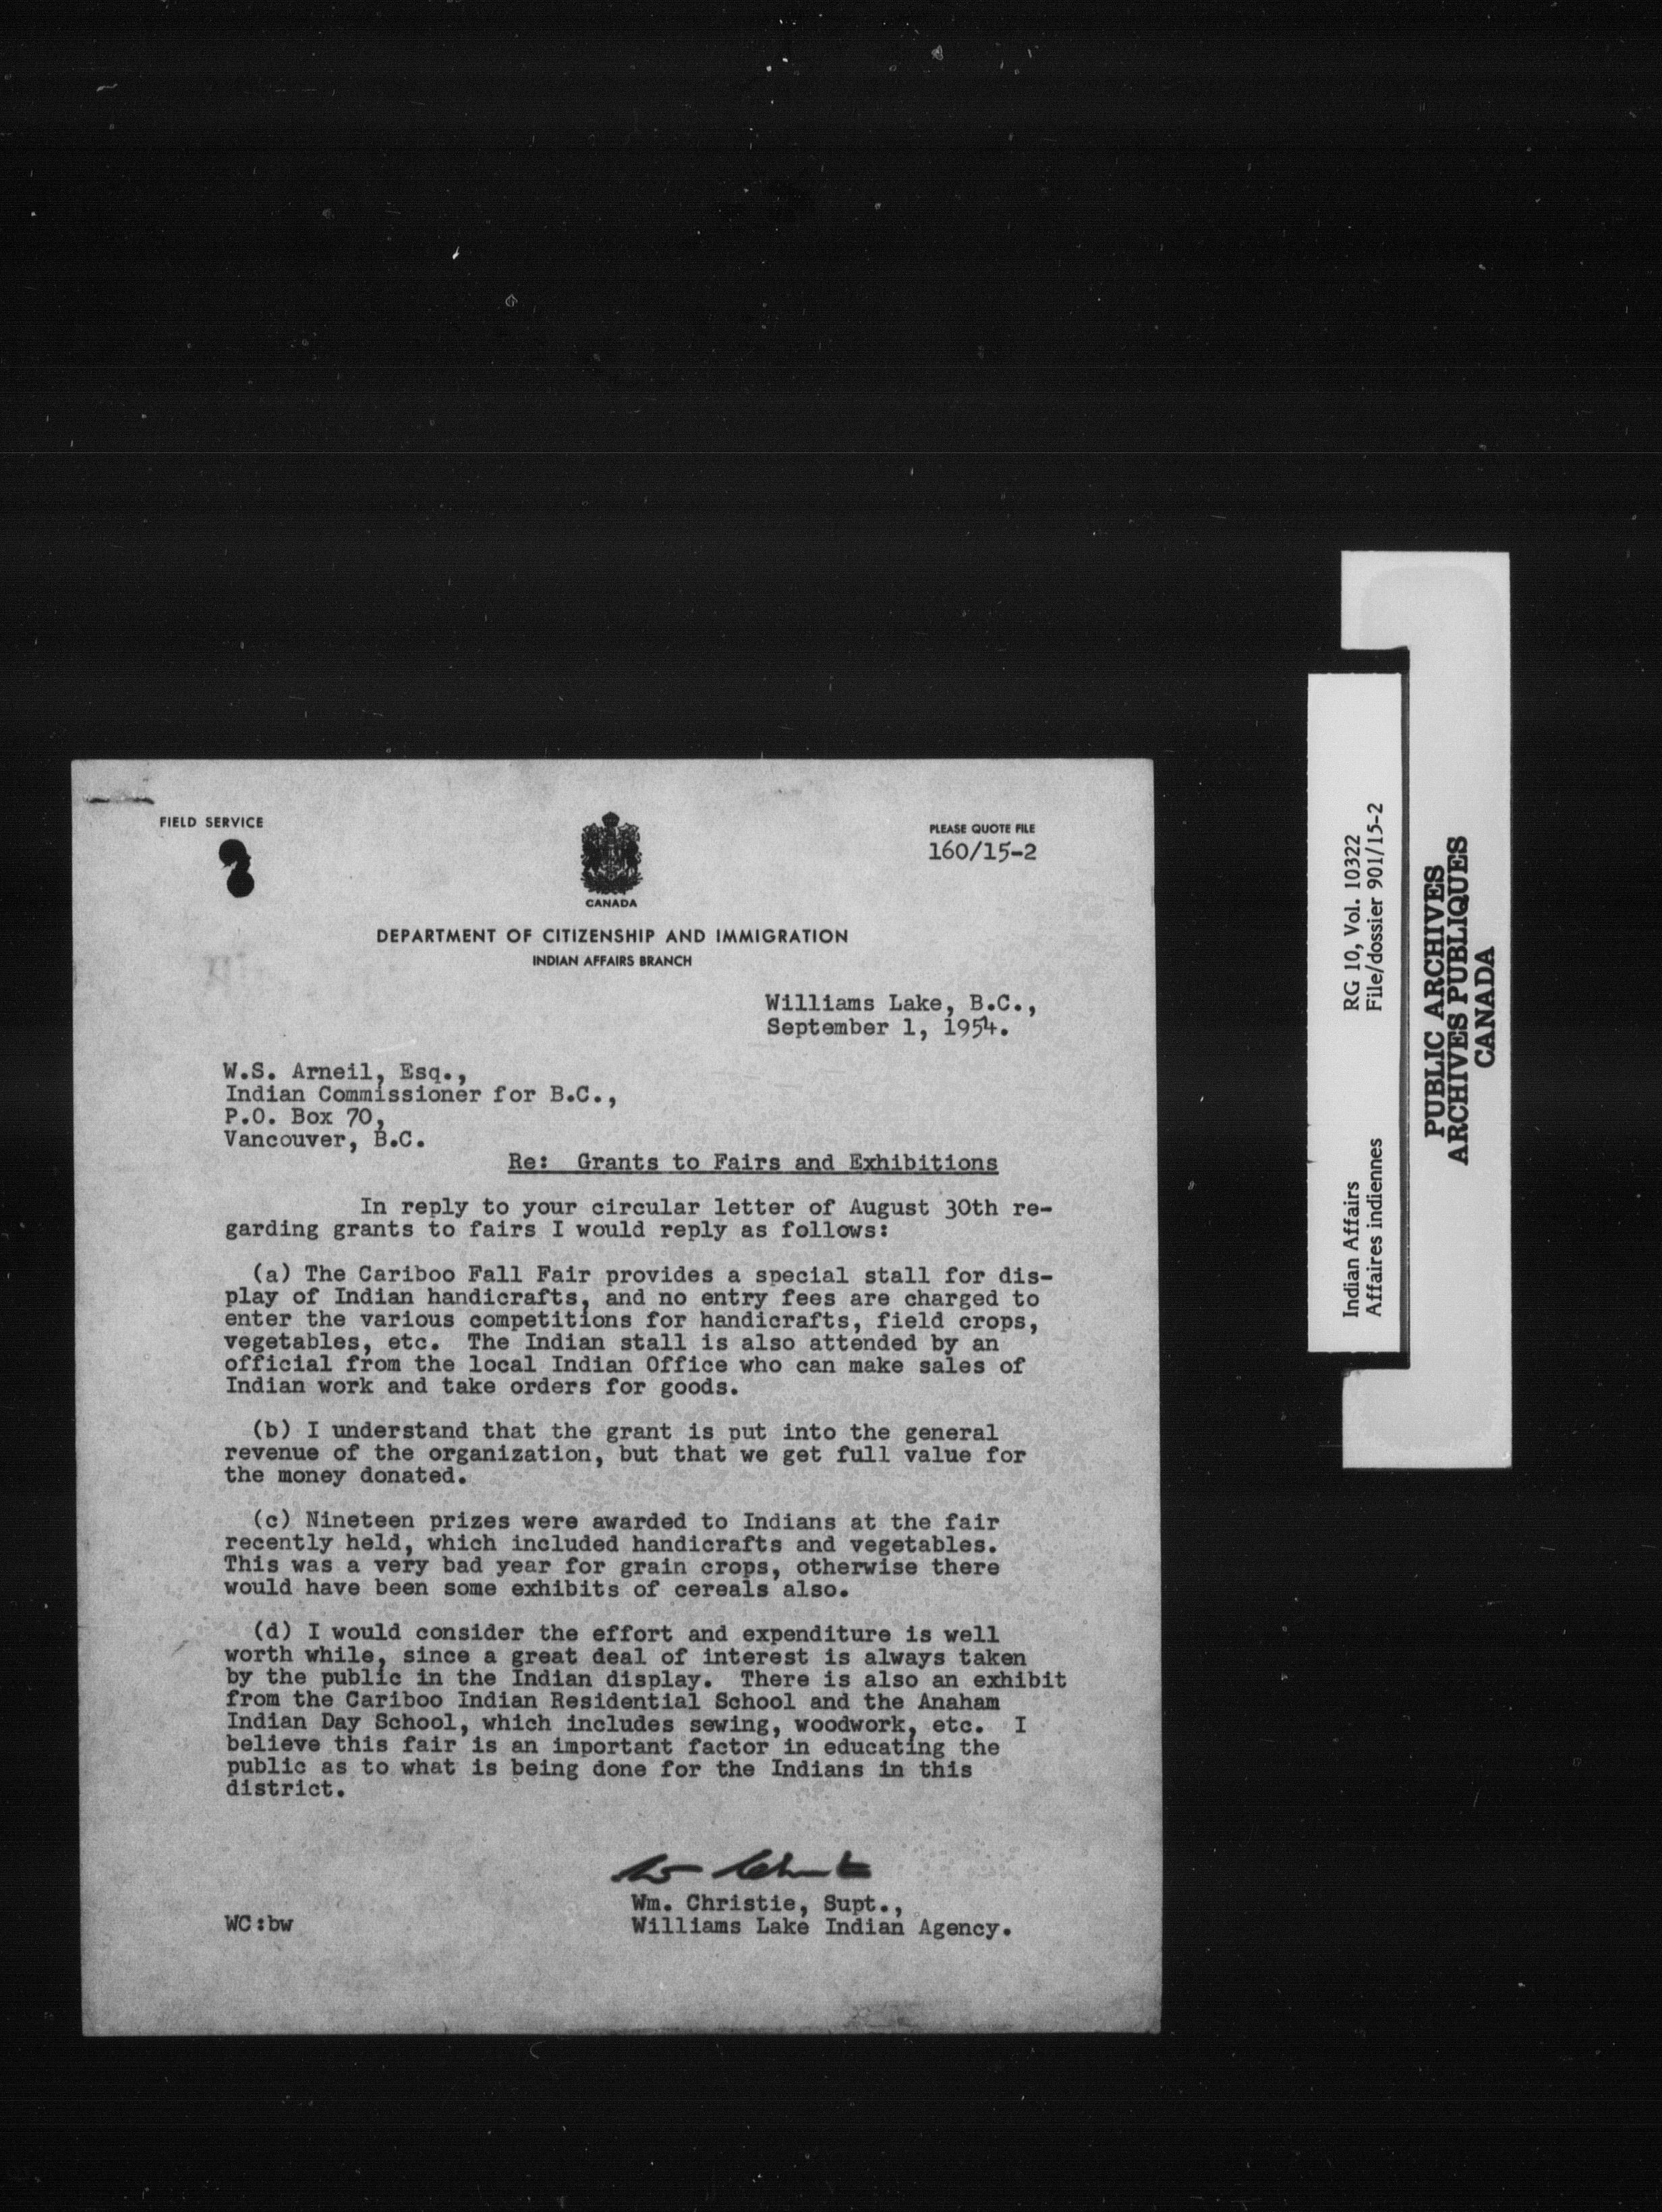 FIELD SERVICE
PLEASE QUOTE FILE
160/15-2
CANADA
DEPARTMENT OF CITIZENSHIP AND IMMIGRATION
INDIAN AFFAIRS BRANCH
Williams Lake, B.C.,
September 1, 1954.
W.S. Arneil, Esq.,
Indian Commissioner for B.C.,
P.O. Box 70,
Vancouver, B.C.
Re: Grants to Fairs and Exhibitions
In reply to your circular letter of August 30th re-
garding grants to fairs I would reply as follows:
(a) The Cariboo Fall Fair provides a special stall for dis-
play of Indian handicrafts, and no entry fees are charged to
enter the various competitions for handicrafts, field crops,
vegetables, etc. The Indian stall is also attended by an
official from the local Indian Office who can make sales of
Indian work and take orders for goods.
(b) I understand that the grant is put into the general
revenue of the organization, but that we get full value for
the money donated.
(c) Nineteen prizes were awarded to Indians at the fair
recently held, which included handicrafts and vegetables.
This was a very bad year for grain crops, otherwise there
would have been some exhibits of cereals also.
(d) I would consider the effort and expenditure is well
worth while, since a great deal of interest is always taken
by the public in the Indian display. There is also an exhibit
from the Cariboo Indian Residential School and the Anaham
Indian Day School, which includes sewing, woodwork, etc. I
believe this fair is an important factor in educating the
public as to what is being done for the Indians in this
district.
Wm. Christie, Supt.,
WC:bw
Williams Lake Indian Agency.
Indian Affairs RG 10, Vol. 10322
Affaires indiennes File/dossier 901/15-2
PUBLIC ARCHIVES
ARCHIVES PUBLIQUES
CANADA